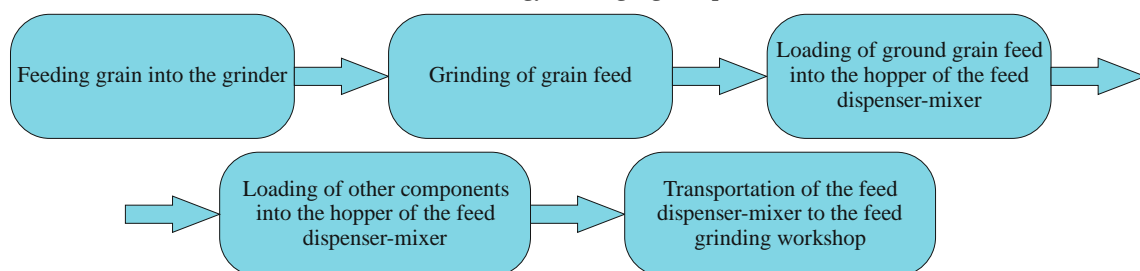 Feeding grain into the grinder
Grinding of grain feed
Loading of ground grain feed
into the hopper of the feed
dispenser-mixer
Loading of other components
into the hopper of the feed
dispenser-mixer
Transportation of the feed
dispenser-mixer to the feed
grinding workshop